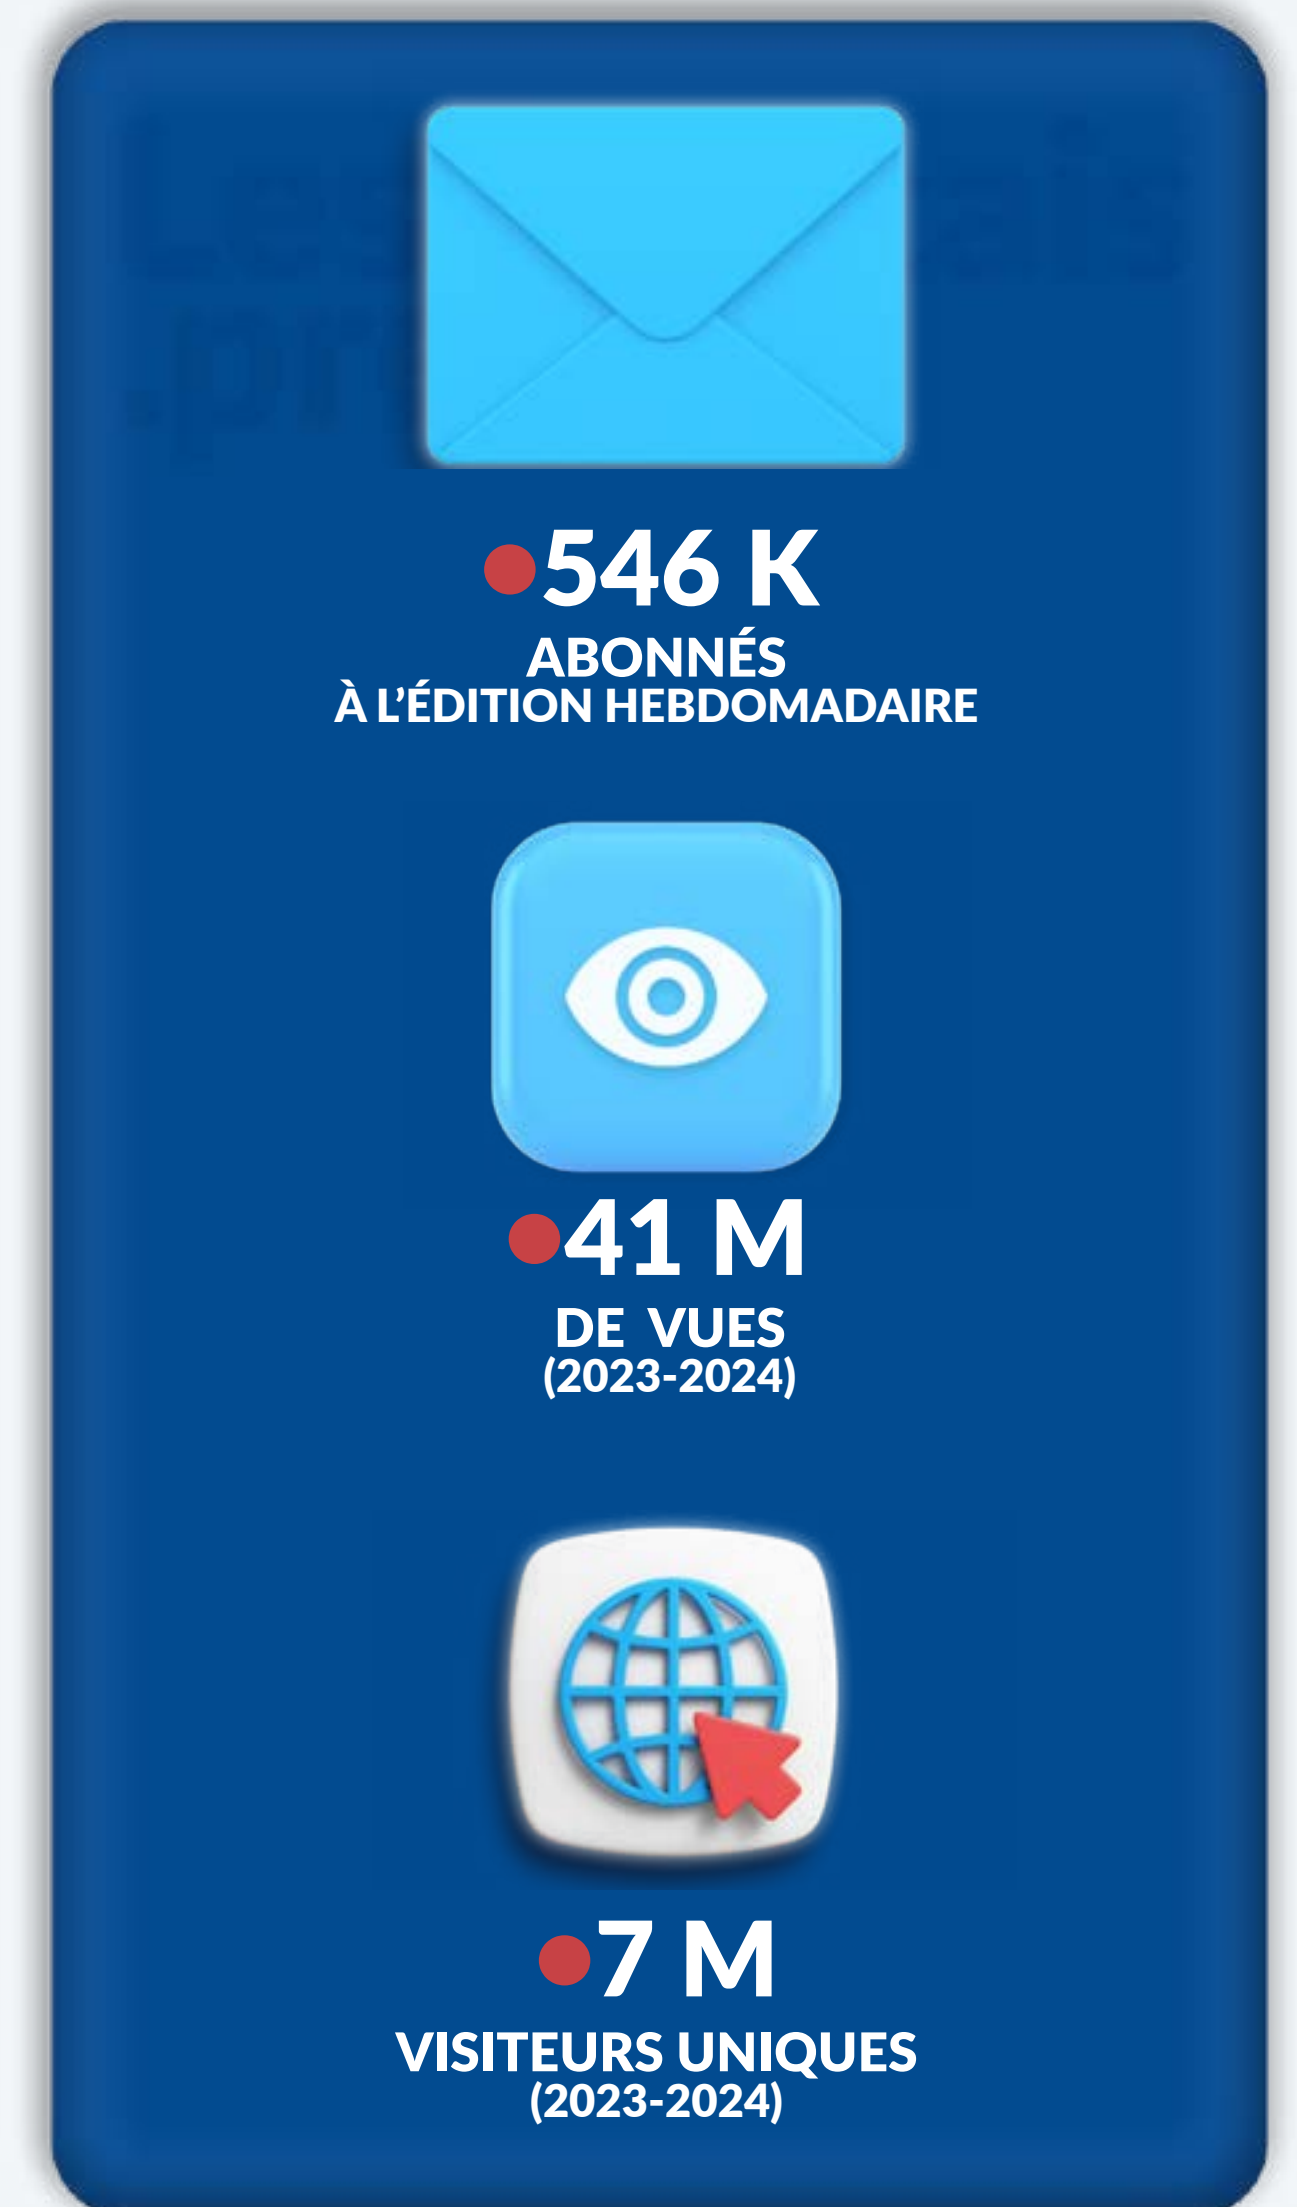 546 K
ABONNÉS
À L’ÉDITION HEBDOMADAIRE
41 M
DE VUES
(2023-2024)
7 M
VISITEURS UNIQUES
(2023-2024)